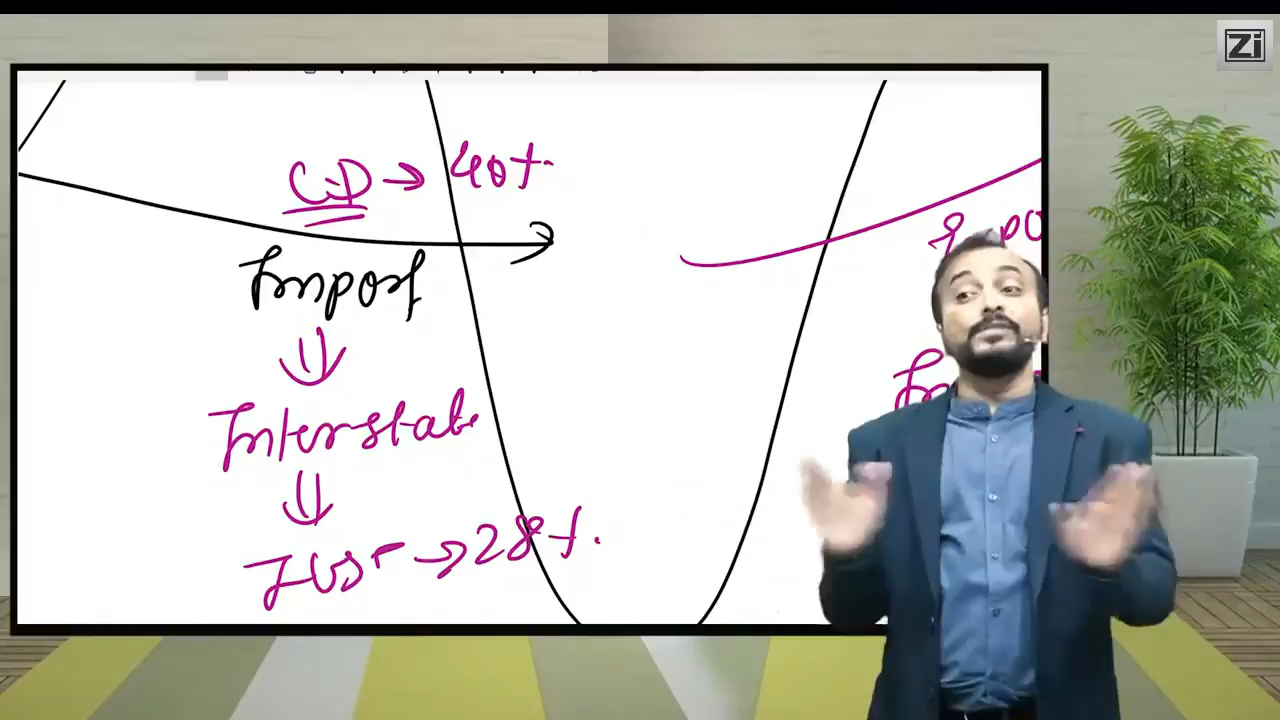 Zi
CD → 40%
Import
Interstate
IGST → 28%.